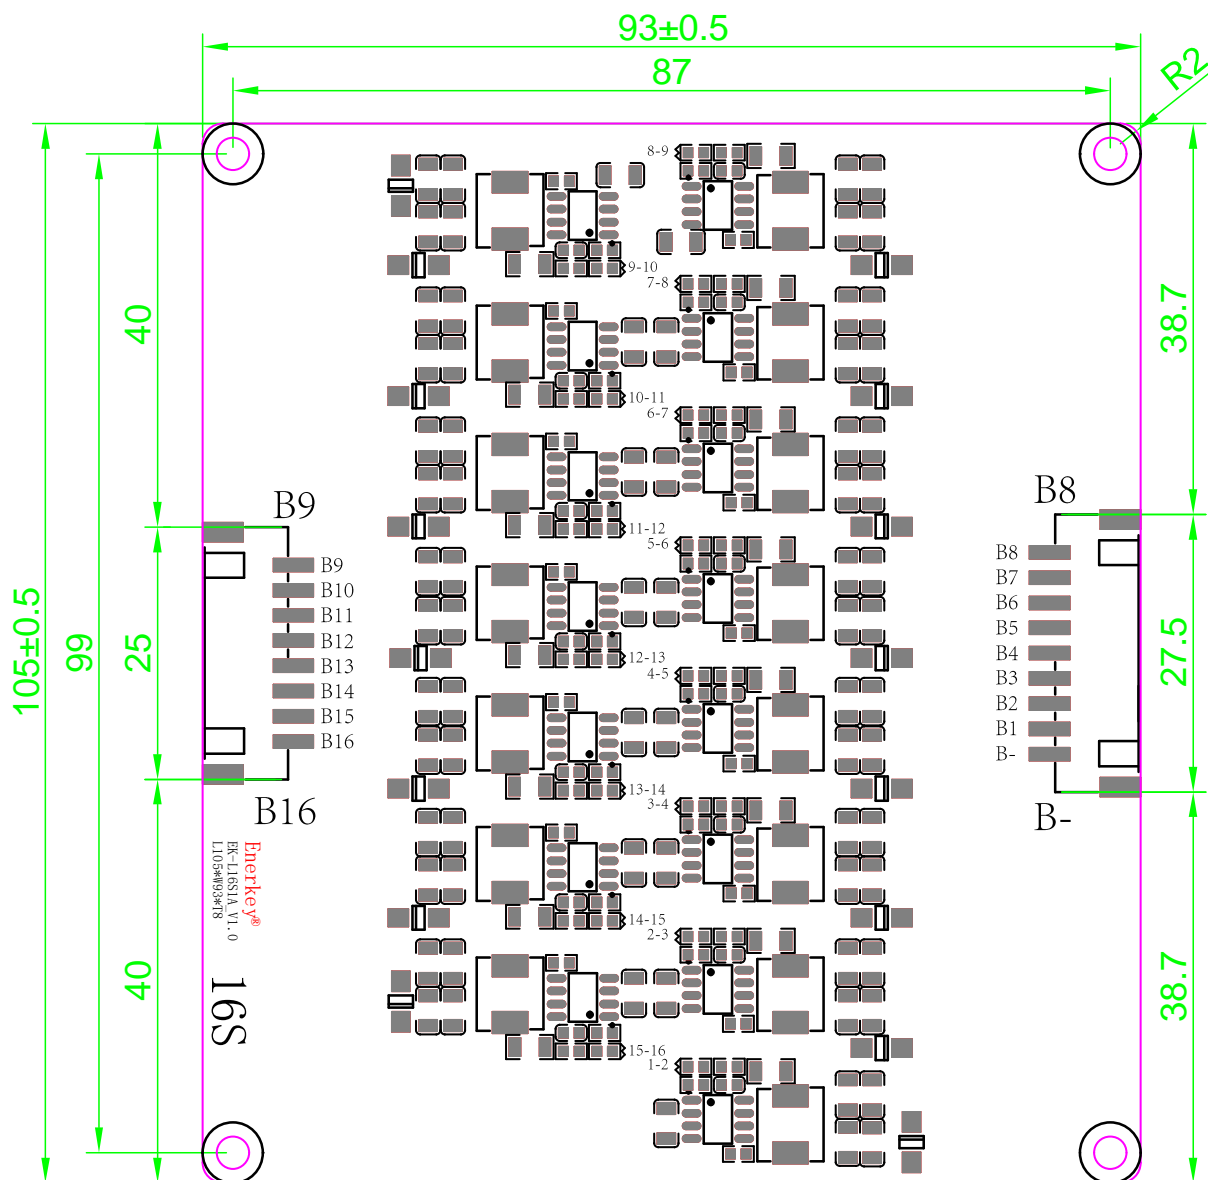 93±0.5
87
R2
8-9
9-10
7-8
40
38.7
10-11
6-7
B9
B8
11-12
5-6
B9
B10
B11
B12
B13
B14
B15
B16
B8
B7
B6
B5
B4
B3
B2
B1
B-
105±0.5
99
25
27.5
12-13
4-5
13-14
3-4
B16
B-
Enerkey®
EK-L16S1A_V1.0
L105*W93*T8
14-15
2-3
40
38.7
16S
15-16
1-2